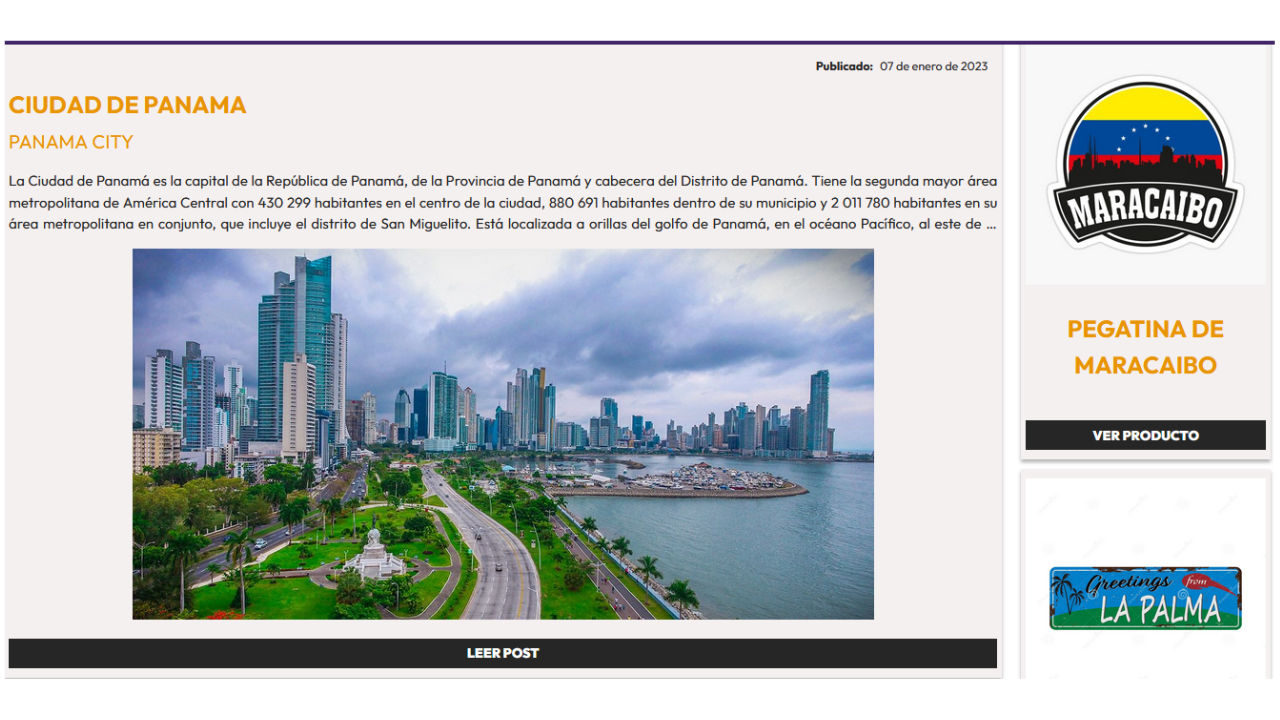 Publicado: 07 de enero de 2023
CIUDAD DE PANAMA
PANAMA CITY
La Ciudad de Panamá es la capital de la República de Panamá, de la Provincia de Panamá y cabecera del Distrito de Panamá. Tiene la segunda mayor área
metropolitana de América Central con 430 299 habitantes en el centro de la ciudad, 880 691 habitantes dentro de su municipio y 2 011 780 habitantes en su
área metropolitana en conjunto, que incluye el distrito de San Miguelito. Está localizada a orillas del golfo de Panamá, en el océano Pacífico, al este de ...
LEER POST
MARACAIBO
PEGATINA DE
MARACAIBO
VER PRODUCTO
Greetings from
LA PALMA